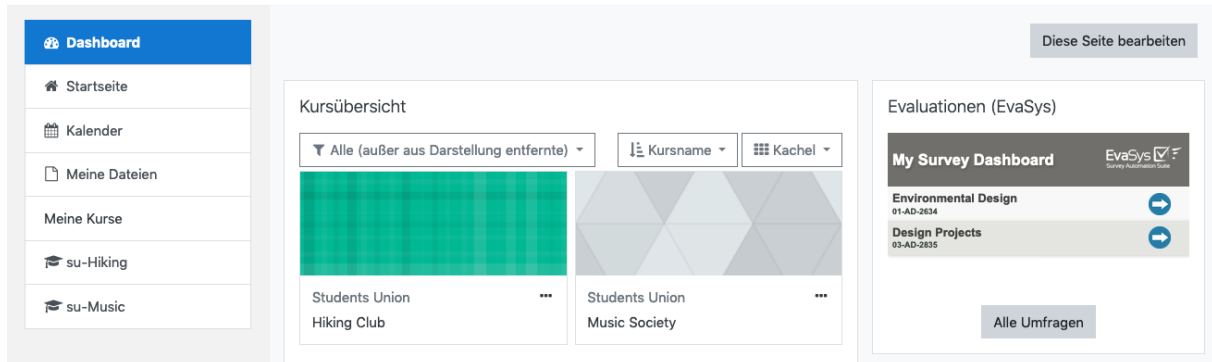 Dashboard
Startseite
Kalender
Meine Dateien
Meine Kurse
su-Hiking
su-Music
Diese Seite bearbeiten
Kursübersicht
Alle (außer aus Darstellung entfernte)
Kursname
Kachel
Students Union
Hiking Club
Students Union
Music Society
Evaluationen (EvaSys)
My Survey Dashboard
EvaSys
Survey Automation Suite
Environmental Design
01-AD-2634
Design Projects
03-AD-2835
Alle Umfragen